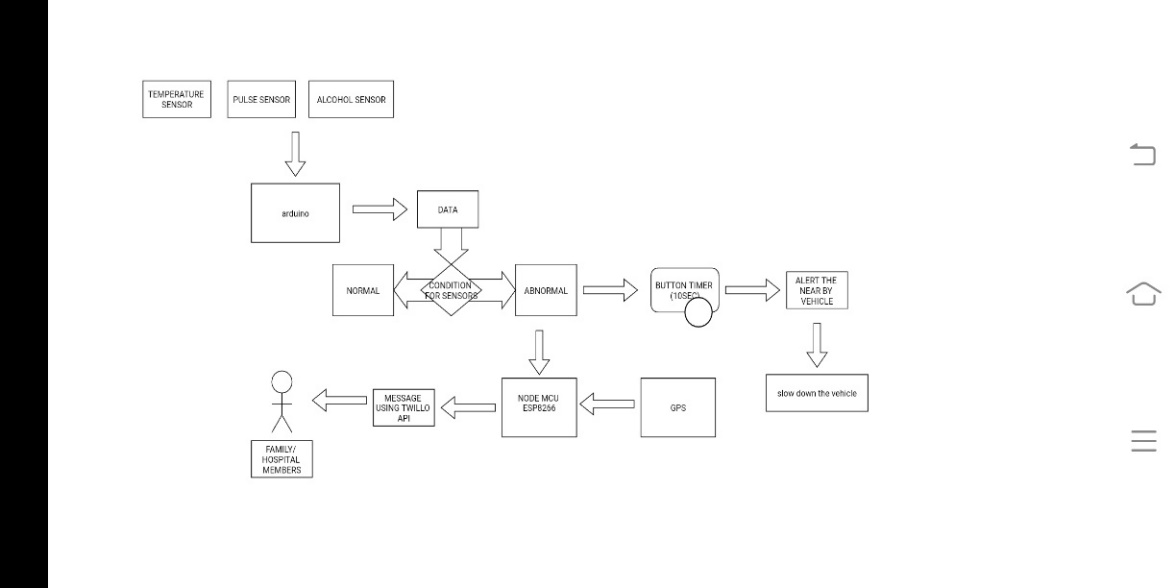 TEMPERATURE
SENSOR
PULSE SENSOR
ALCOHOL SENSOR
arduino
DATA
NORMAL
CONDITION
FOR SENSORS
ABNORMAL
BUTTON TIMER
(10SEC)
ALERT THE
NEAR BY
VEHICLE
slow down the vehicle
GPS
NODE MCU
ESP8266
MESSAGE
USING TWILLO
API
FAMILY/
HOSPITAL
MEMBERS